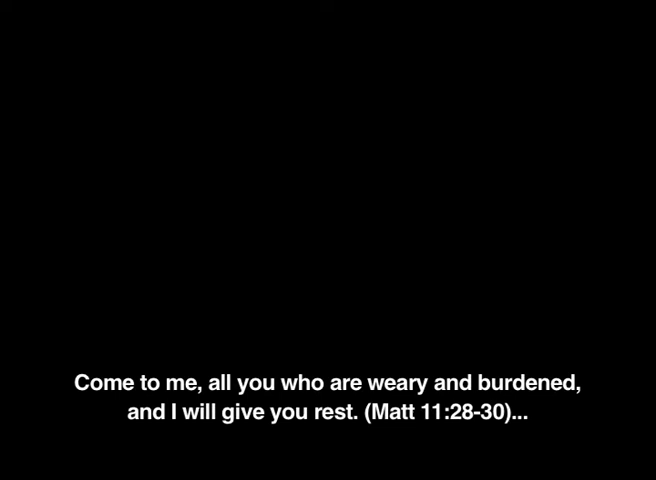 Come to me, all you who are weary and burdened,
and I will give you rest. (Matt 11:28-30)...